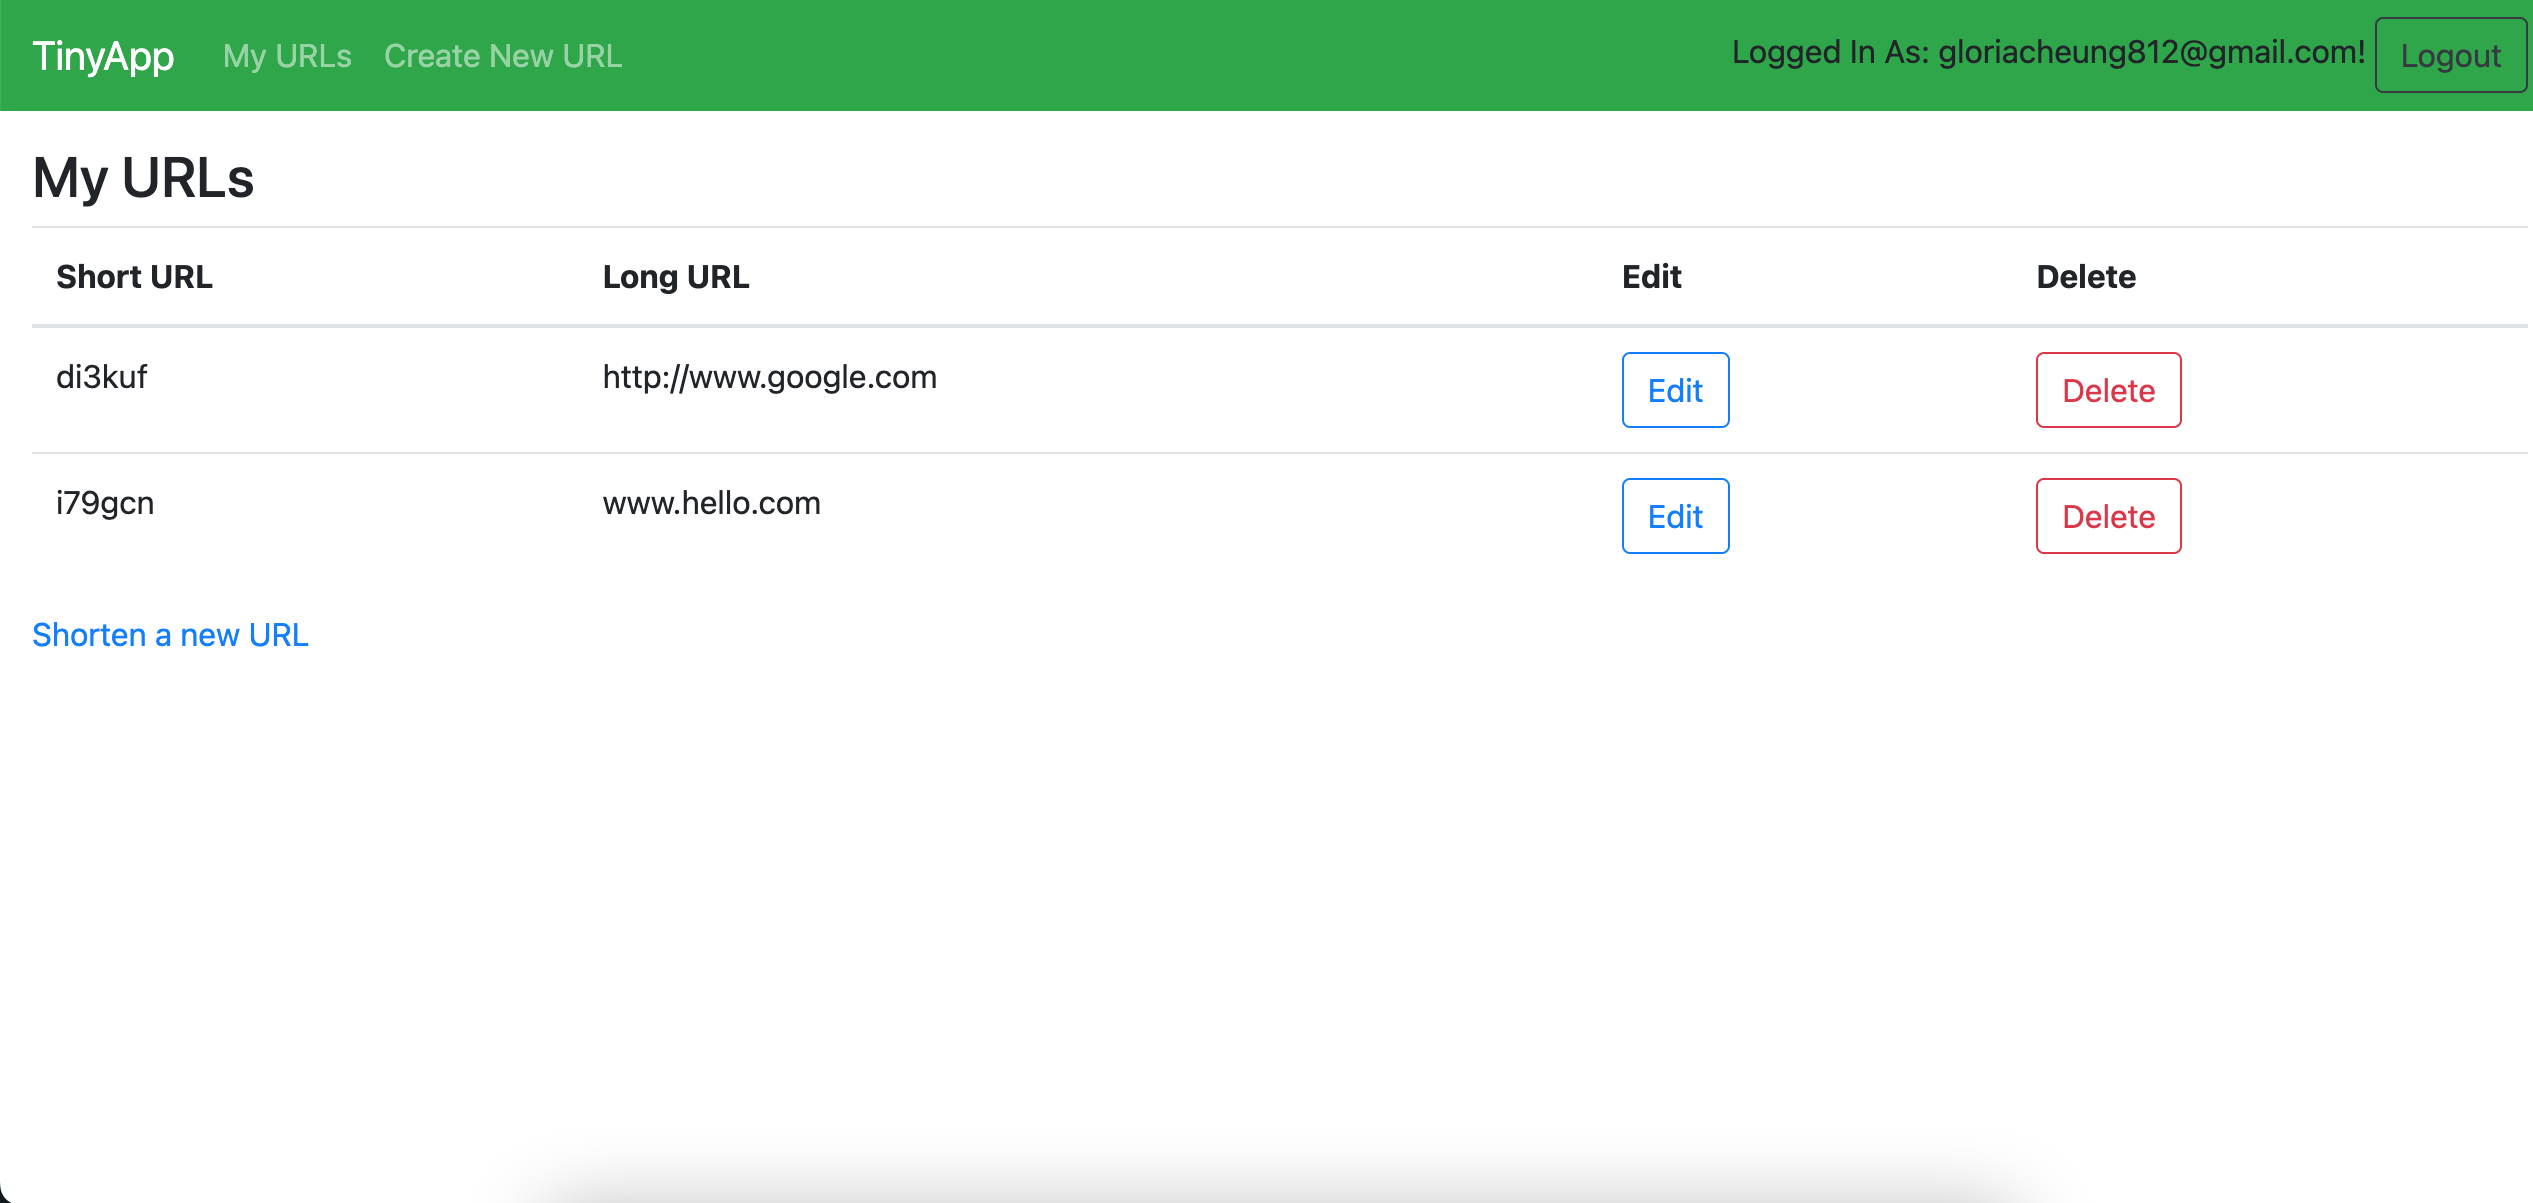 TinyApp My URLs Create New URL Logged In As: gloriacheung812@gmail.com! Logout
My URLs
Short URL Long URL Edit Delete
di3kuf http://www.google.com Edit Delete
i79gcn www.hello.com Edit Delete
Shorten a new URL